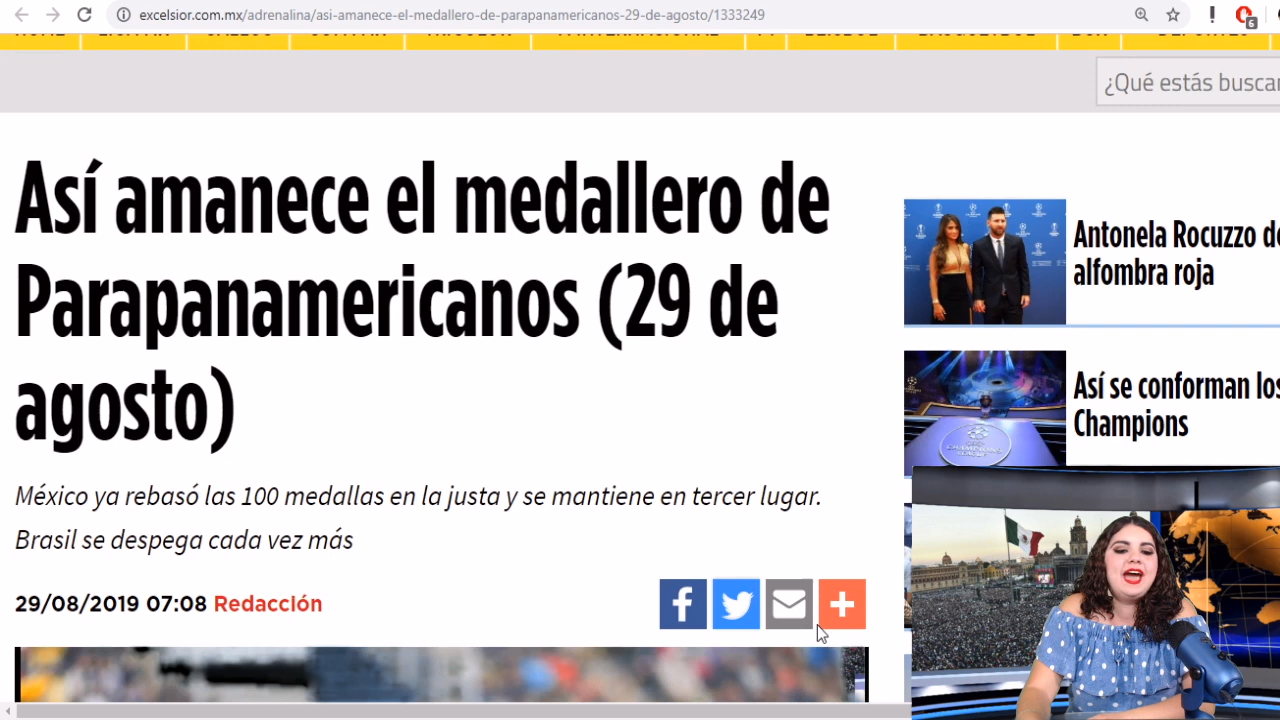 excelsior.com.mx/adrenalina/asi-amanece-el-medallero-de-parapanamericanos-29-de-agosto/1333249
6
¿Qué estás buscan
Así amanece el medallero de
Parapanamericanos (29 de
agosto)
México ya rebasó las 100 medallas en la justa y se mantiene en tercer lugar.
Brasil se despega cada vez más
29/08/2019 07:08 Redacción
Antonela Rocuzzo de
alfombra roja
Así se conforman los
Champions